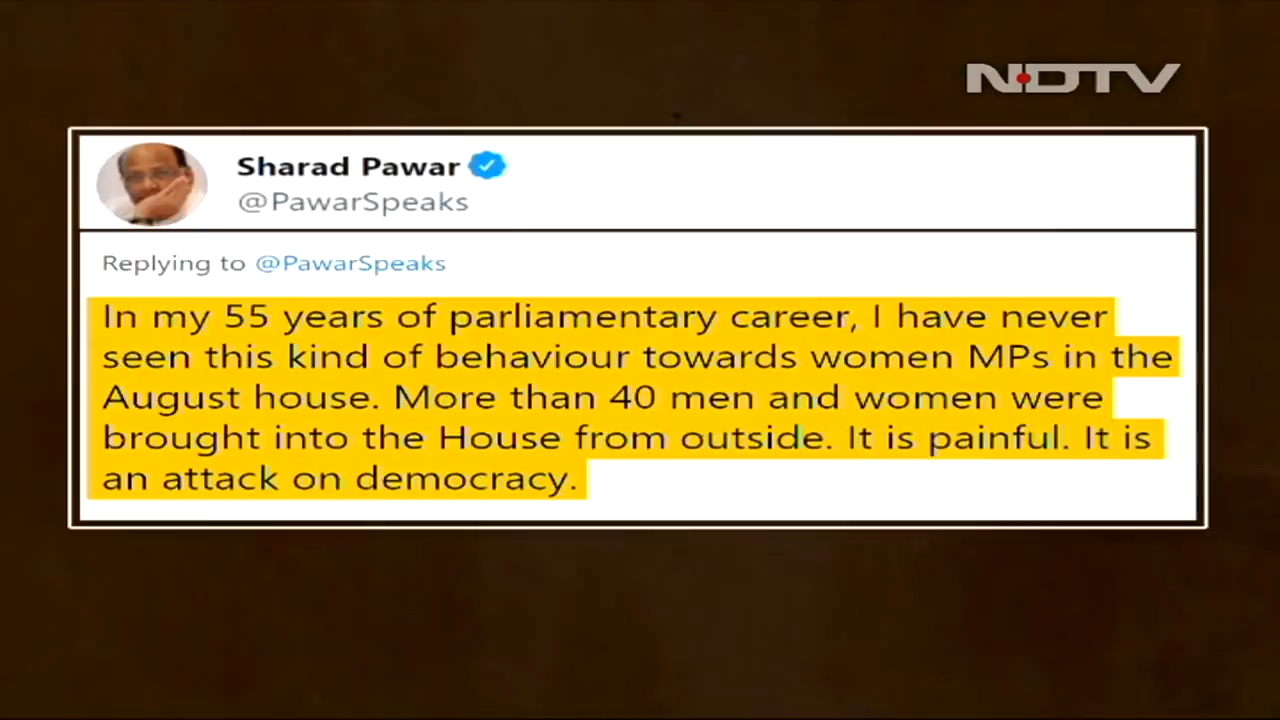 NDTV
Sharad Pawar
@PawarSpeaks
Replying to @PawarSpeaks
In my 55 years of parliamentary career, I have never
seen this kind of behaviour towards women MPs in the
August house. More than 40 men and women were
brought into the House from outside. It is painful. It is
an attack on democracy.